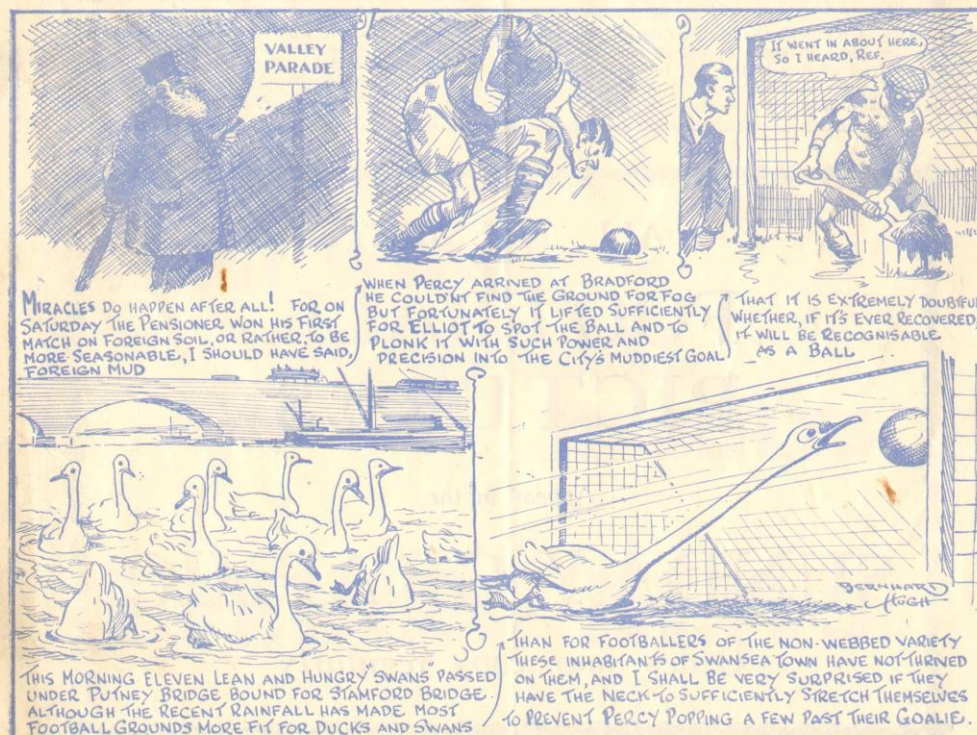 VALLEY
PARADE
IT WENT IN ABOUT HERE,
SO I HEARD, REF.
MIRACLES DO HAPPEN AFTER ALL! FOR ON
SATURDAY THE PENSIONER WON HIS FIRST
MATCH ON FOREIGN SOIL, OR RATHER, TO BE
MORE SEASONABLE, I SHOULD HAVE SAID,
FOREIGN MUD
WHEN PERCY ARRIVED AT BRADFORD
HE COULD'NT FIND THE GROUND FOR FOG
BUT FORTUNATELY IT LIFTED SUFFICIENTLY
FOR ELLIOT TO SPOT THE BALL AND TO
PLONK IT WITH SUCH POWER AND
PRECISION INTO THE CITY'S MUDDIEST GOAL
THAT IT IS EXTREMELY DOUBTFUL
WHETHER, IF IT'S EVER RECOVERED
IT WILL BE RECOGNISABLE
AS A BALL
BERNHARD
HUGH
THIS MORNING ELEVEN LEAN AND HUNGRY "SWANS" PASSED
UNDER PUTNEY BRIDGE BOUND FOR STAMFORD BRIDGE.
ALTHOUGH THE RECENT RAINFALL HAS MADE MOST
FOOTBALL GROUNDS MORE FIT FOR DUCKS AND SWANS
THAN FOR FOOTBALLERS OF THE NON-WEBBED VARIETY
THESE INHABITANTS OF SWANSEA TOWN HAVE NOT THRIVED
ON THEM, AND I SHALL BE VERY SURPRISED IF THEY
HAVE THE NECK TO SUFFICIENTLY STRETCH THEMSELVES
TO PREVENT PERCY POPPING A FEW PAST THEIR GOALIE.